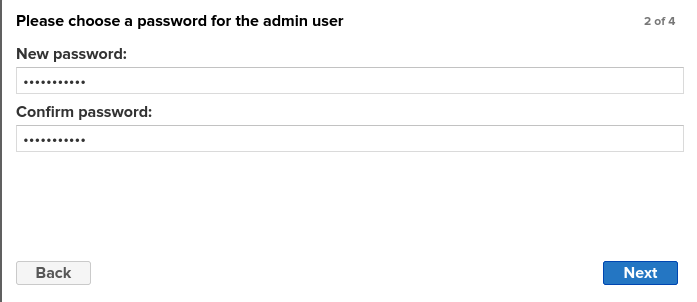 Please choose a password for the admin user
2 of 4
New password:
•••••••••••
Confirm password:
•••••••••••
Back
Next